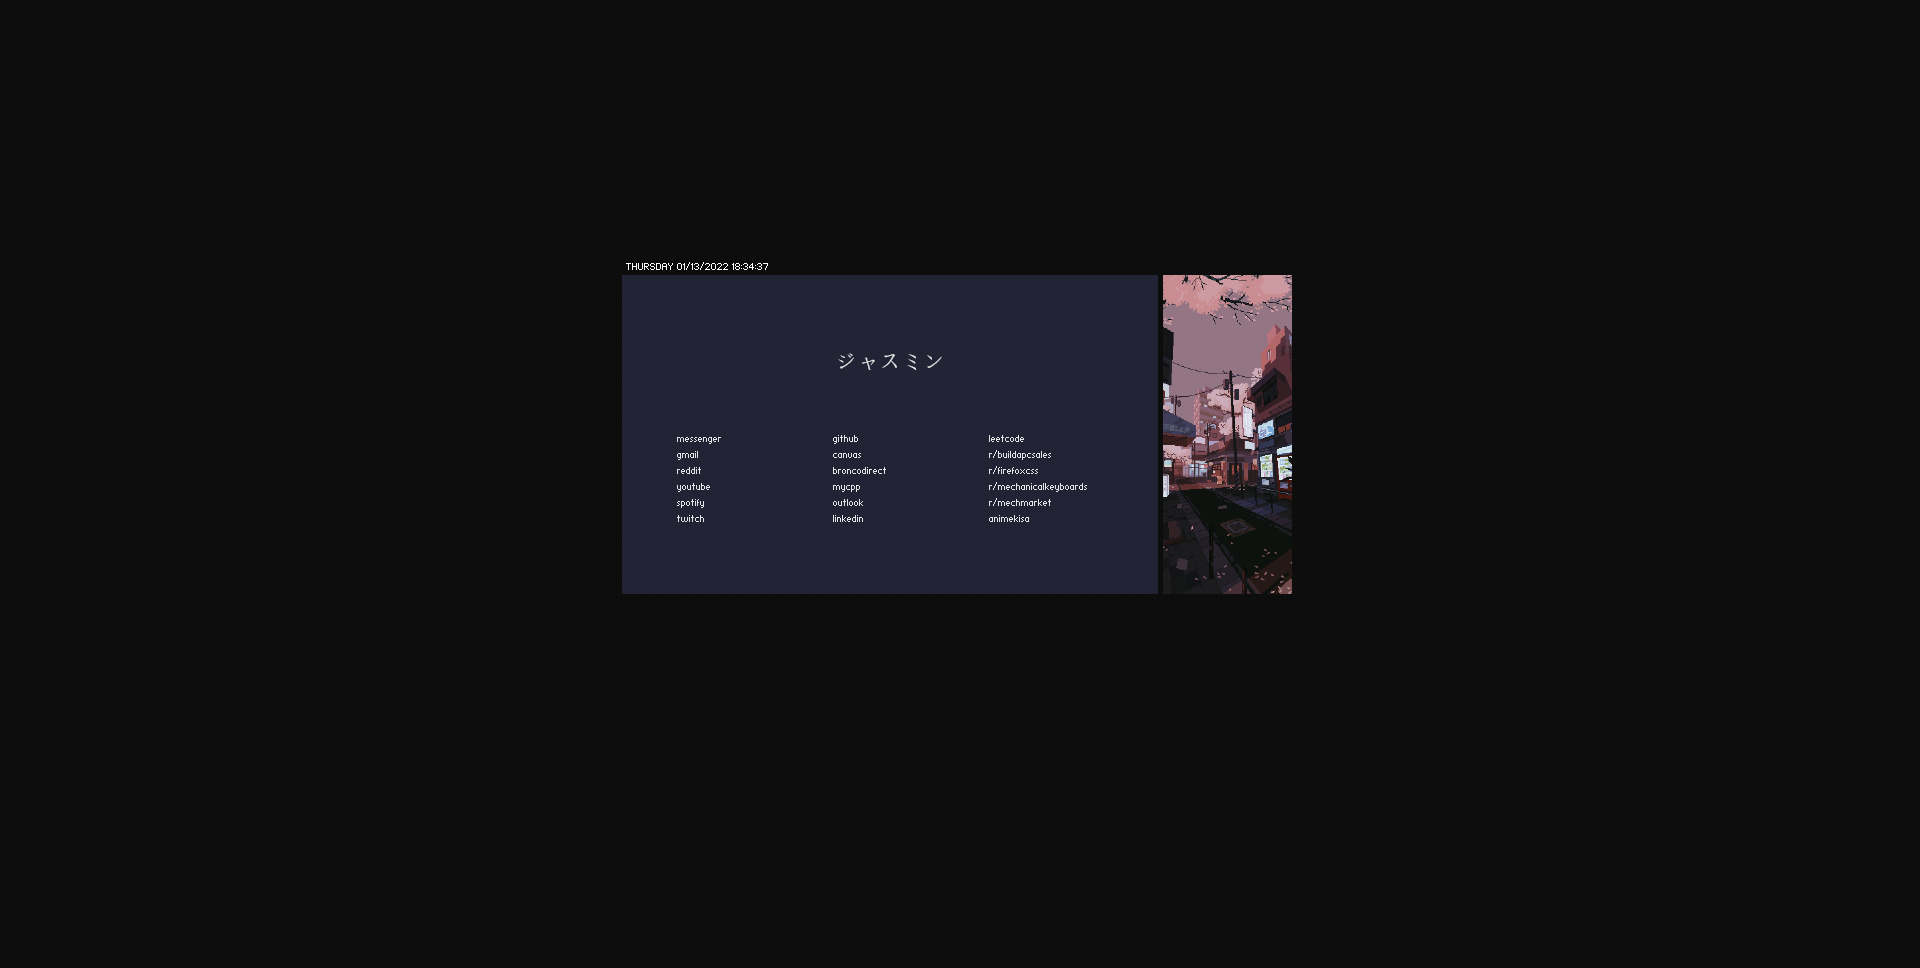 THURSDAY 01/13/2022 18:34:37
ジャスミン
messenger
gmail
reddit
youtube
spotify
twitch
github
canvas
broncodirect
mycpp
outlook
linkedin
leetcode
r/buildapcsales
r/firefoxcss
r/mechanicalkeyboards
r/mechmarket
animekisa